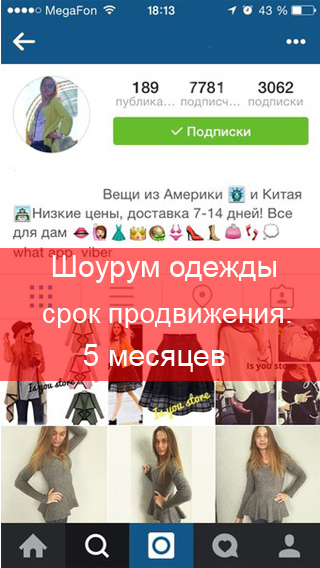 MegaFon 18:13 43 %
189 7781 3062
публика... подписч... подписки
Подписки
Вещи из Америки и Китая
Низкие цены, доставка 7-14 дней! Все
для дам
what app viber
Шоурум одежды
срок продвижения:
5 месяцев
Is you store
Is you store
Is you store